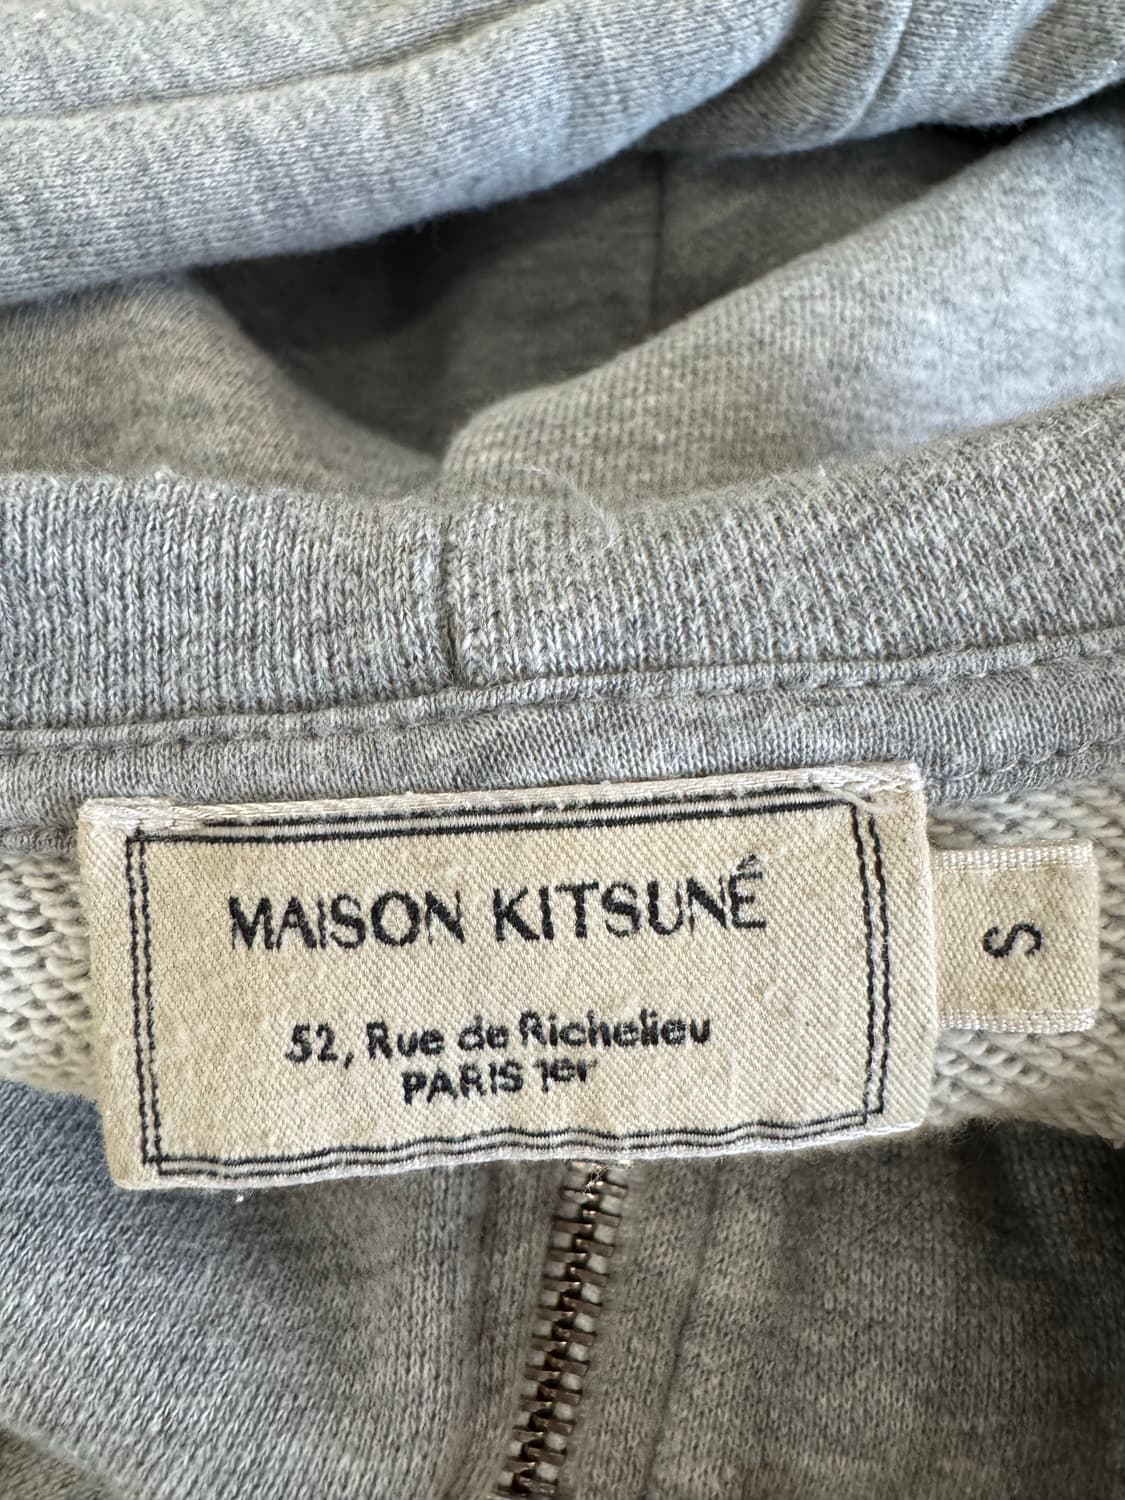 MAISON KITSUNÉ
52, Rue de Richelieu
PARIS 1er
S